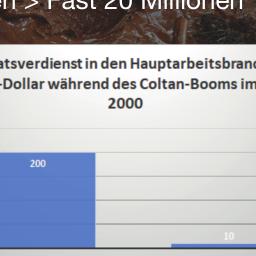 en > Fast 20 Millionen
atsverdienst in den Hauptarbeitsbranc
-Dollar während des Coltan-Booms im
2000
200
10